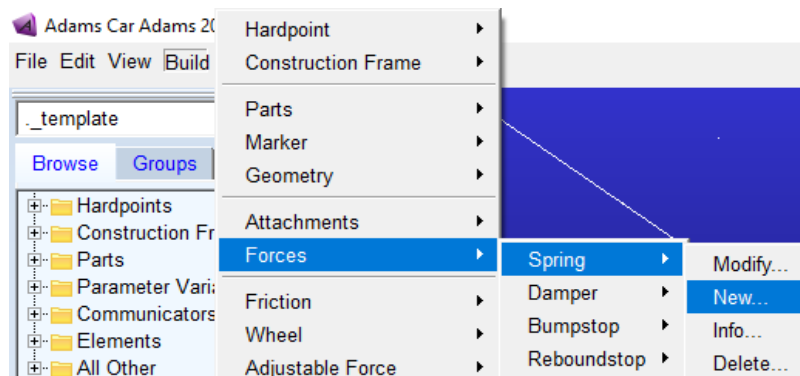 Adams Car Adams 20
File Edit View Build
._template
Browse Groups
Hardpoints
Construction Fr
Parts
Parameter Varia
Communicators
Elements
All Other
Hardpoint
Construction Frame
Parts
Marker
Geometry
Attachments
Forces
Friction
Wheel
Adjustable Force
Spring
Damper
Bumpstop
Reboundstop
Modify...
New...
Info...
Delete...